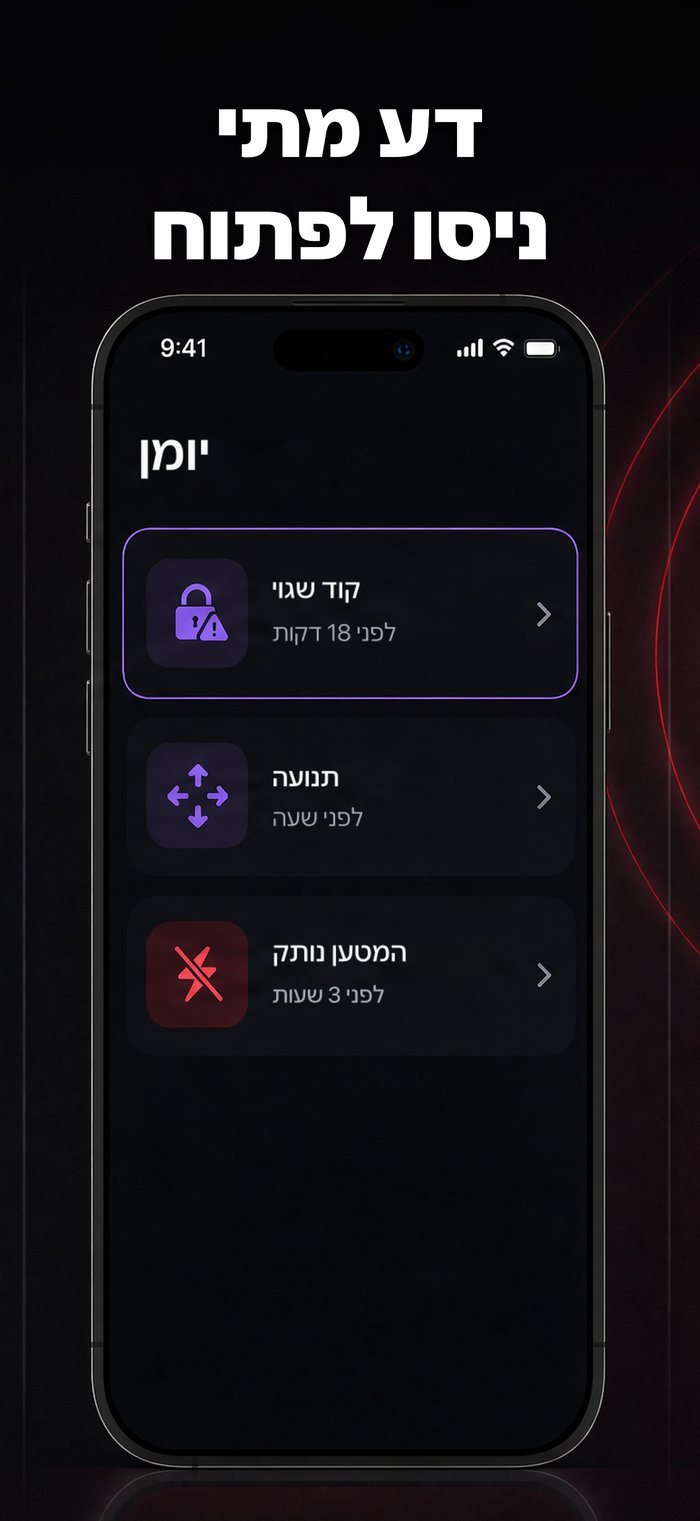 דע מתי
ניסו לפתוח
9:41
יומן
קוד שגוי
לפני 18 דקות
תנועה
לפני שעה
המטען נותק
לפני 3 שעות